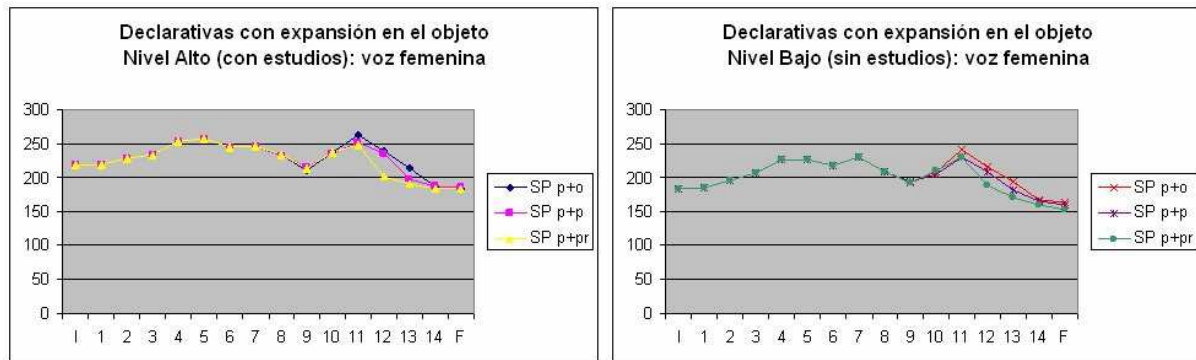 Declarativas con expansión en el objeto
Nivel Alto (con estudios): voz femenina
300
250
200
150
100
50
0
I 1 2 3 4 5 6 7 8 9 10 11 12 13 14 F
SP p+o
SP p+p
SP p+pr
Declarativas con expansión en el objeto
Nivel Bajo (sin estudios): voz femenina
300
250
200
150
100
50
0
I 1 2 3 4 5 6 7 8 9 10 11 12 13 14 F
SP p+o
SP p+p
SP p+pr